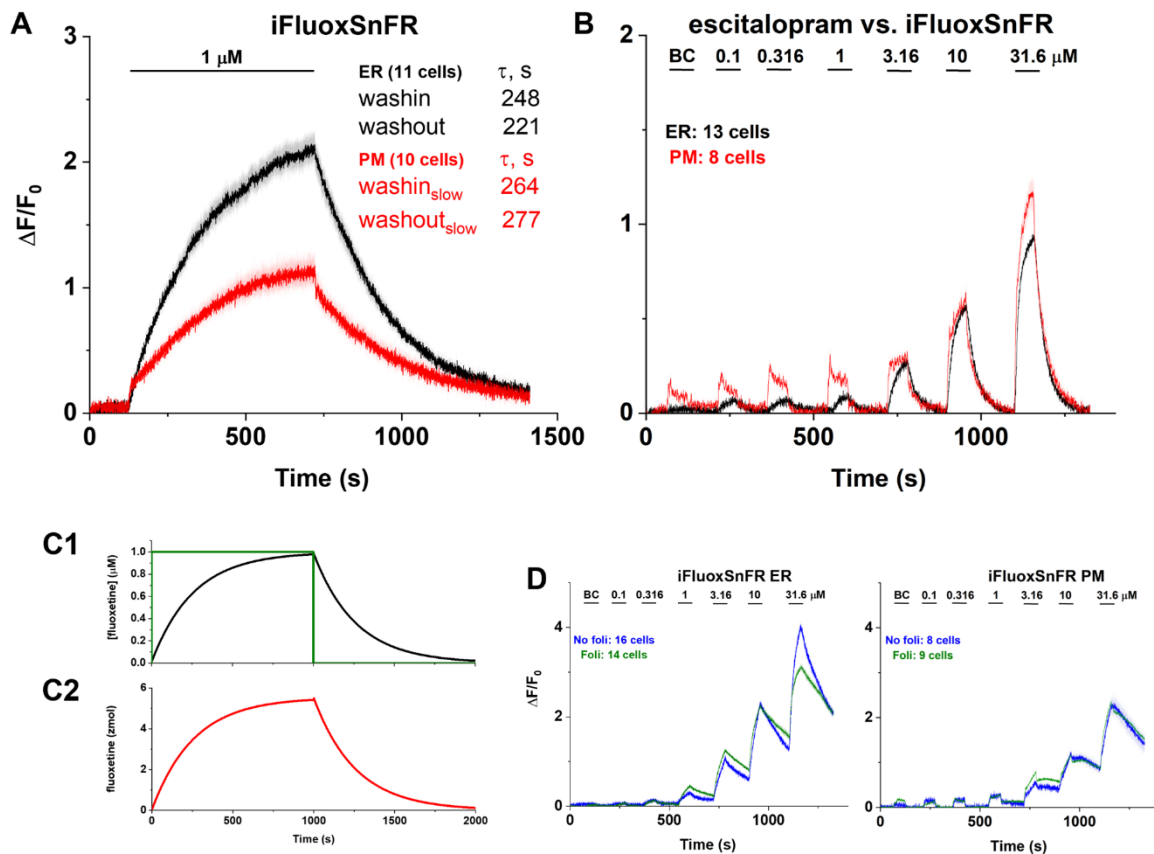 A
iFluoxSnFR
1 μM
ER (11 cells) τ, s
washin 248
washout 221
PM (10 cells) τ, s
washin slow 264
washout slow 277
3
2
1
0
ΔF/F0
0 500 1000 1500
Time (s)
B
escitalopram vs. iFluoxSnFR
BC 0.1 0.316 1 3.16 10 31.6 μM
ER: 13 cells
PM: 8 cells
2
1
0
0 500 1000
Time (s)
C1
[fluoxetine] (μM)
1.0
0.8
0.6
0.4
0.2
0.0
C2
fluoxetine (zmol)
6
5
4
3
2
1
0
0 500 1000 1500 2000
Time (s)
D
iFluoxSnFR ER
BC 0.1 0.316 1 3.16 10 31.6 μM
No foli: 16 cells
Foli: 14 cells
ΔF/F0
4
2
0
0 500 1000
Time (s)
iFluoxSnFR PM
BC 0.1 0.316 1 3.16 10 31.6 μM
No foli: 8 cells
Foli: 9 cells
4
2
0
0 500 1000
Time (s)